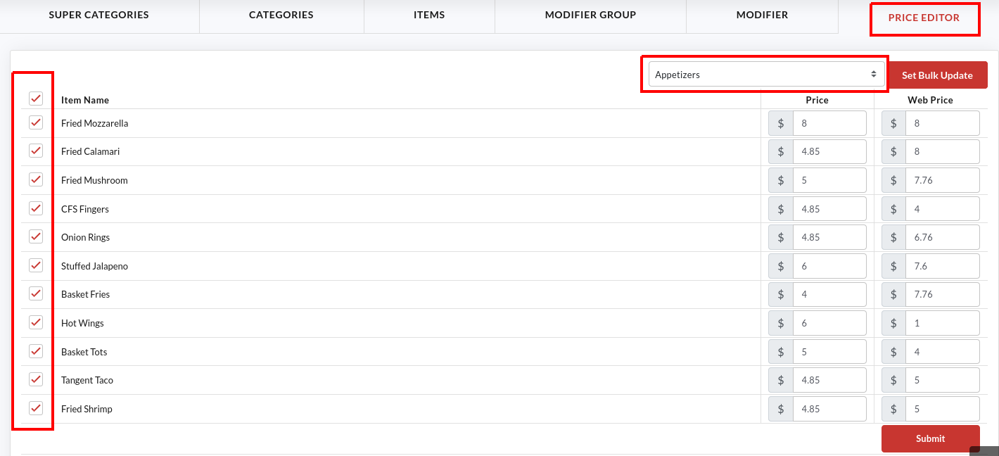 SUPER CATEGORIES CATEGORIES ITEMS MODIFIER GROUP MODIFIER PRICE EDITOR
Appetizers Set Bulk Update
Item Name Price Web Price
Fried Mozzarella $ 8 $ 8
Fried Calamari $ 4.85 $ 8
Fried Mushroom $ 5 $ 7.76
CFS Fingers $ 4.85 $ 4
Onion Rings $ 4.85 $ 6.76
Stuffed Jalapeno $ 6 $ 7.6
Basket Fries $ 4 $ 7.76
Hot Wings $ 6 $ 1
Basket Tots $ 5 $ 4
Tangent Taco $ 4.85 $ 5
Fried Shrimp $ 4.85 $ 5
Submit